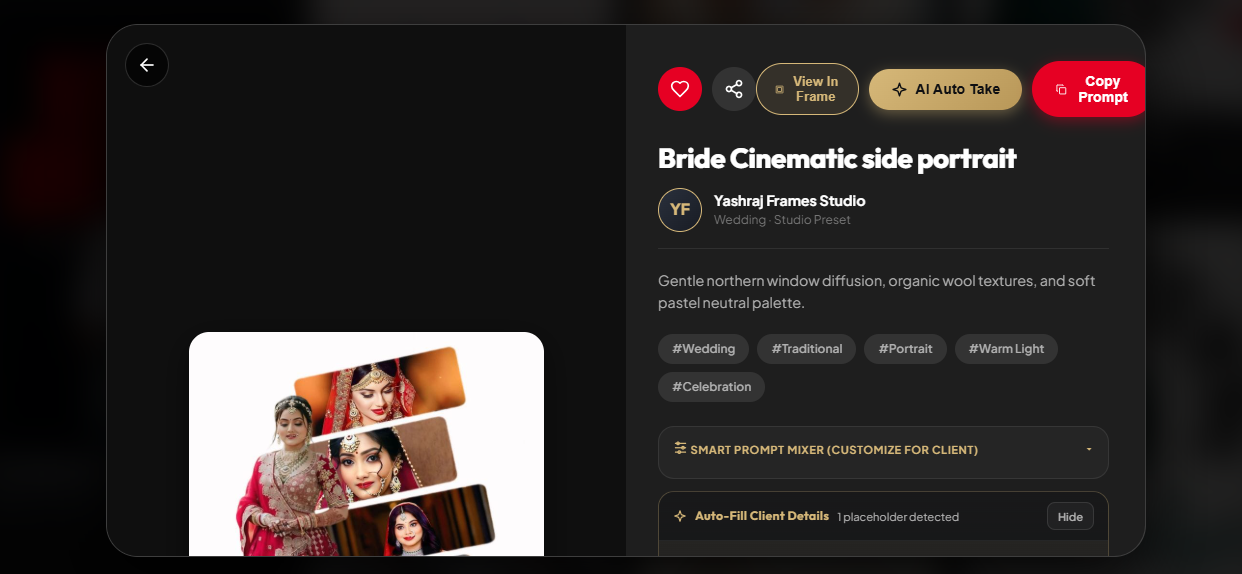 View In
Frame
AI Auto Take
Copy
Prompt
Bride Cinematic side portrait
YF
Yashraj Frames Studio
Wedding · Studio Preset
Gentle northern window diffusion, organic wool textures, and soft
pastel neutral palette.
#Wedding
#Traditional
#Portrait
#Warm Light
#Celebration
SMART PROMPT MIXER (CUSTOMIZE FOR CLIENT)
Auto-Fill Client Details
1 placeholder detected
Hide